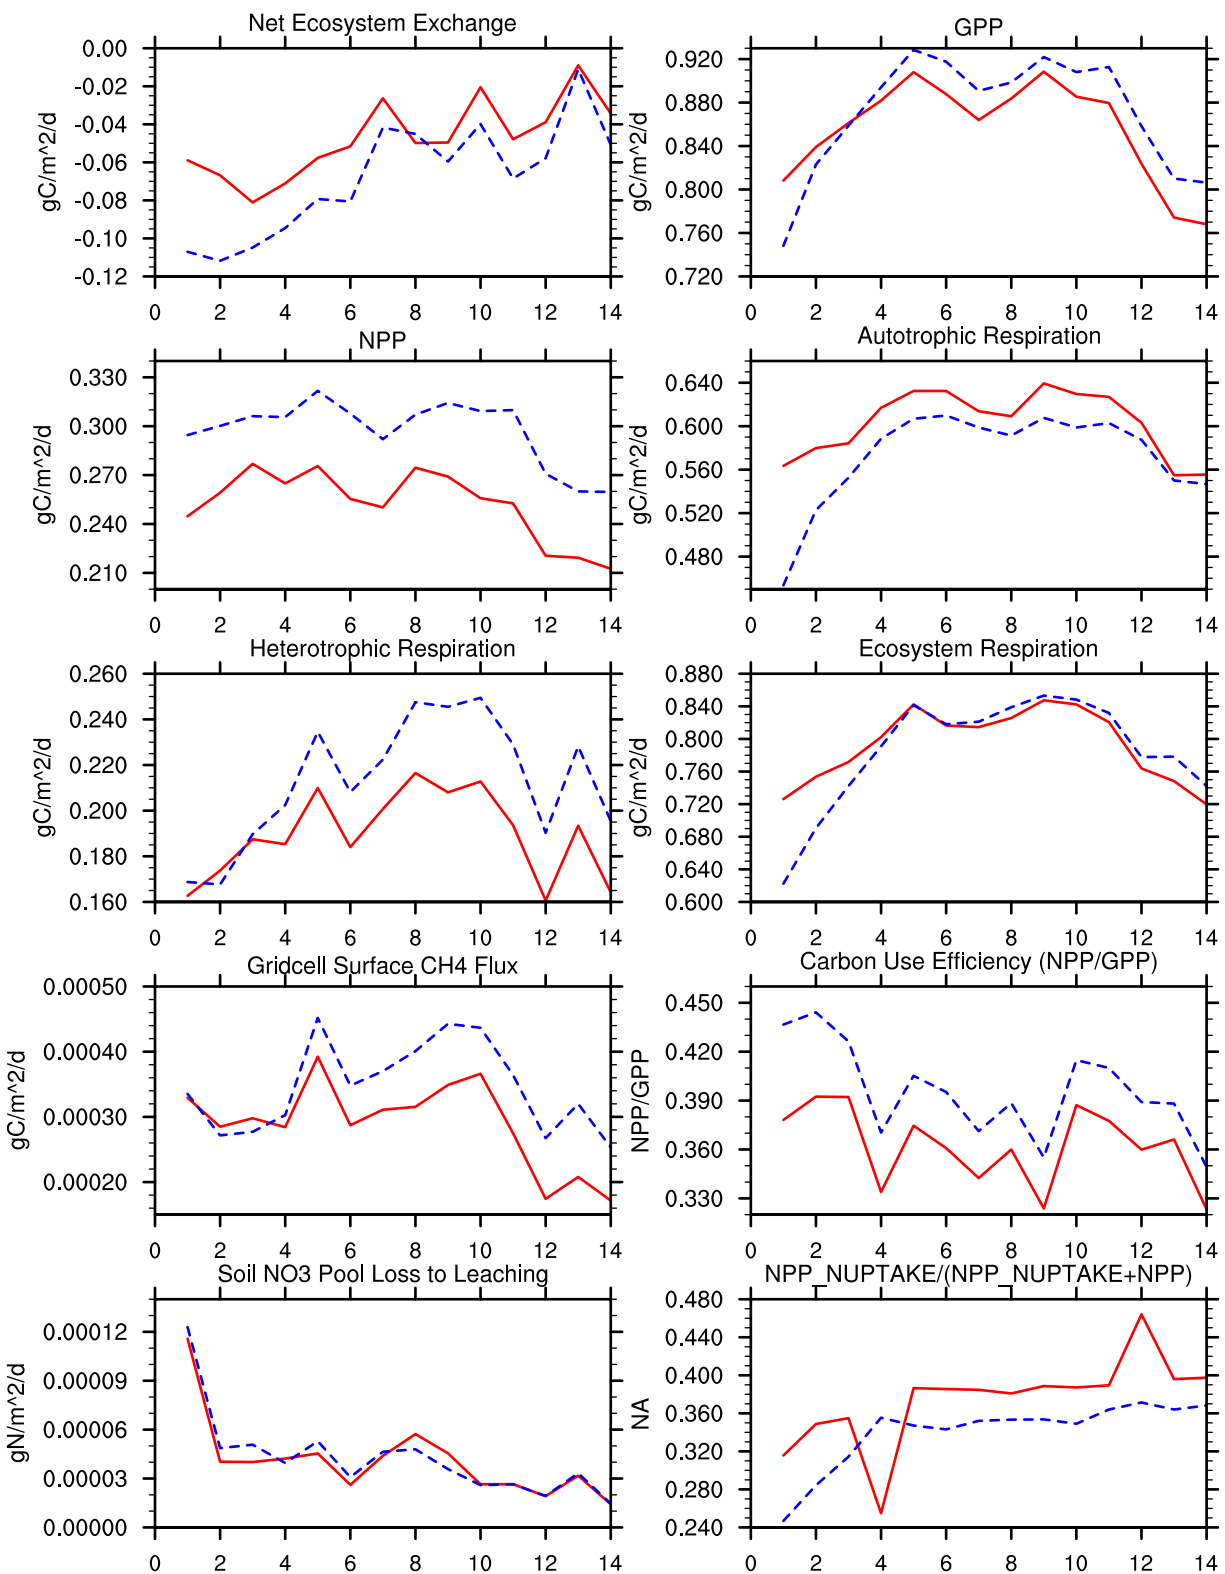 Net Ecosystem Exchange
gC/m^2/d
0.00
-0.02
-0.04
-0.06
-0.08
-0.10
-0.12
0 2 4 6 8 10 12 14
GPP
gC/m^2/d
0.920
0.880
0.840
0.800
0.760
0.720
0 2 4 6 8 10 12 14
NPP
gC/m^2/d
0.330
0.300
0.270
0.240
0.210
0 2 4 6 8 10 12 14
Autotrophic Respiration
gC/m^2/d
0.640
0.600
0.560
0.520
0.480
0 2 4 6 8 10 12 14
Heterotrophic Respiration
gC/m^2/d
0.260
0.240
0.220
0.200
0.180
0.160
0 2 4 6 8 10 12 14
Ecosystem Respiration
gC/m^2/d
0.880
0.840
0.800
0.760
0.720
0.680
0.640
0.600
0 2 4 6 8 10 12 14
Gridcell Surface CH4 Flux
gC/m^2/d
0.00050
0.00040
0.00030
0.00020
0 2 4 6 8 10 12 14
Carbon Use Efficiency (NPP/GPP)
NPP/GPP
0.450
0.420
0.390
0.360
0.330
0 2 4 6 8 10 12 14
Soil NO3 Pool Loss to Leaching
gN/m^2/d
0.00012
0.00009
0.00006
0.00003
0.00000
0 2 4 6 8 10 12 14
NPP_NUPTAKE/(NPP_NUPTAKE+NPP)
NA
0.480
0.440
0.400
0.360
0.320
0.280
0.240
0 2 4 6 8 10 12 14